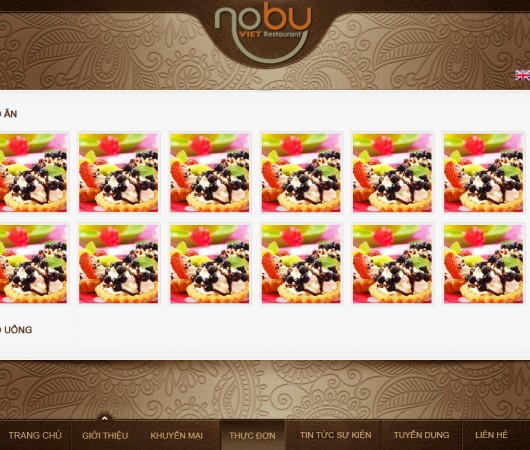 nobu
VIET Restaurant
ĂN
UỐNG
TRANG CHỦ GIỚI THIỆU KHUYẾN MẠI THỰC ĐƠN TIN TỨC SỰ KIỆN TUYỂN DỤNG LIÊN HỆ